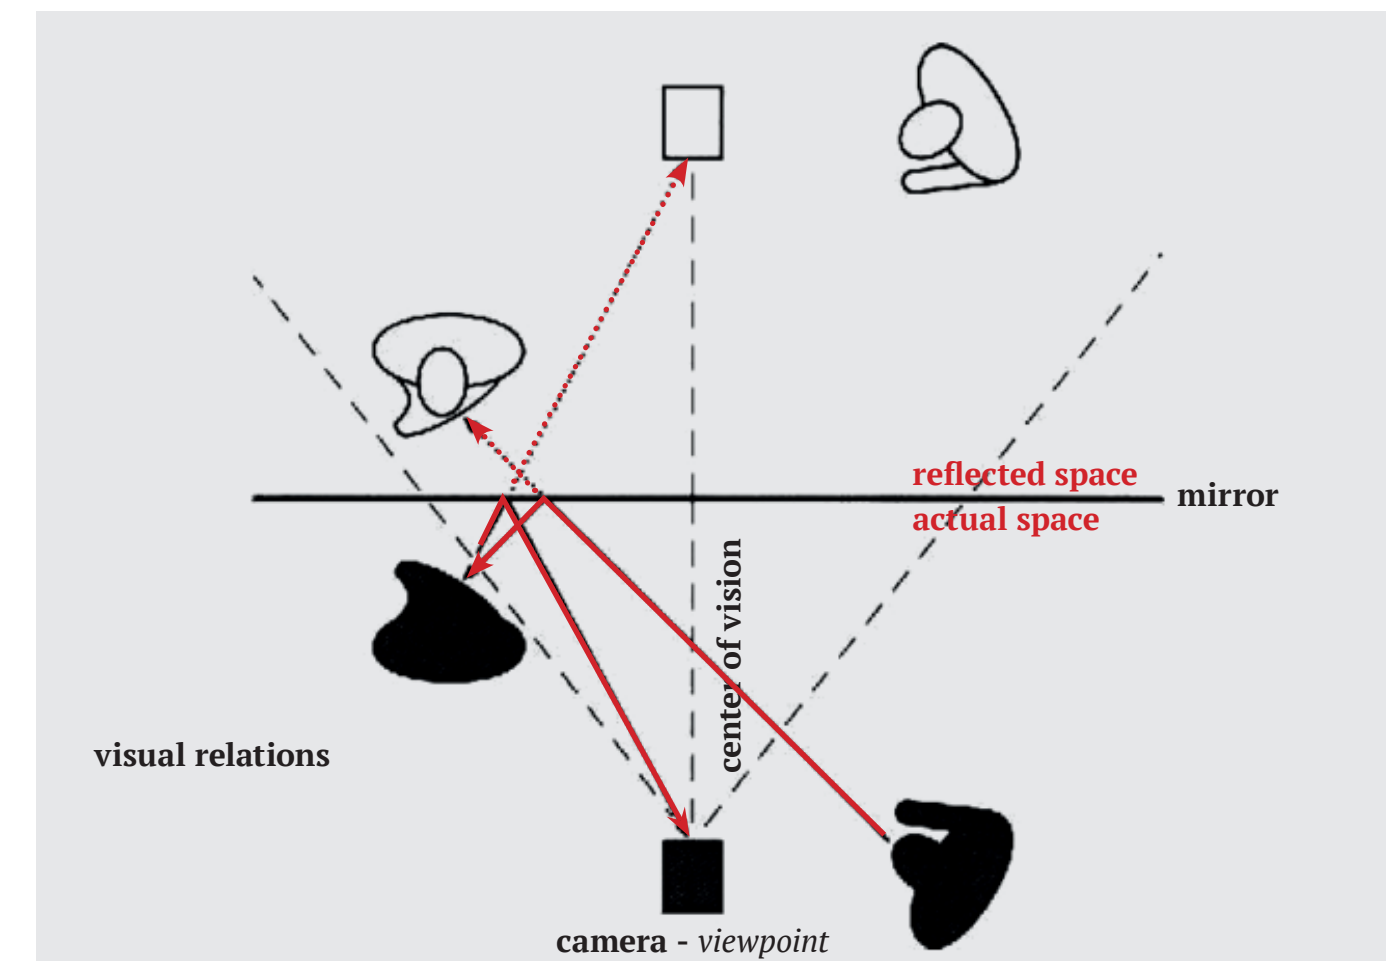 reflected space
mirror
actual space
center of vision
visual relations
camera - viewpoint